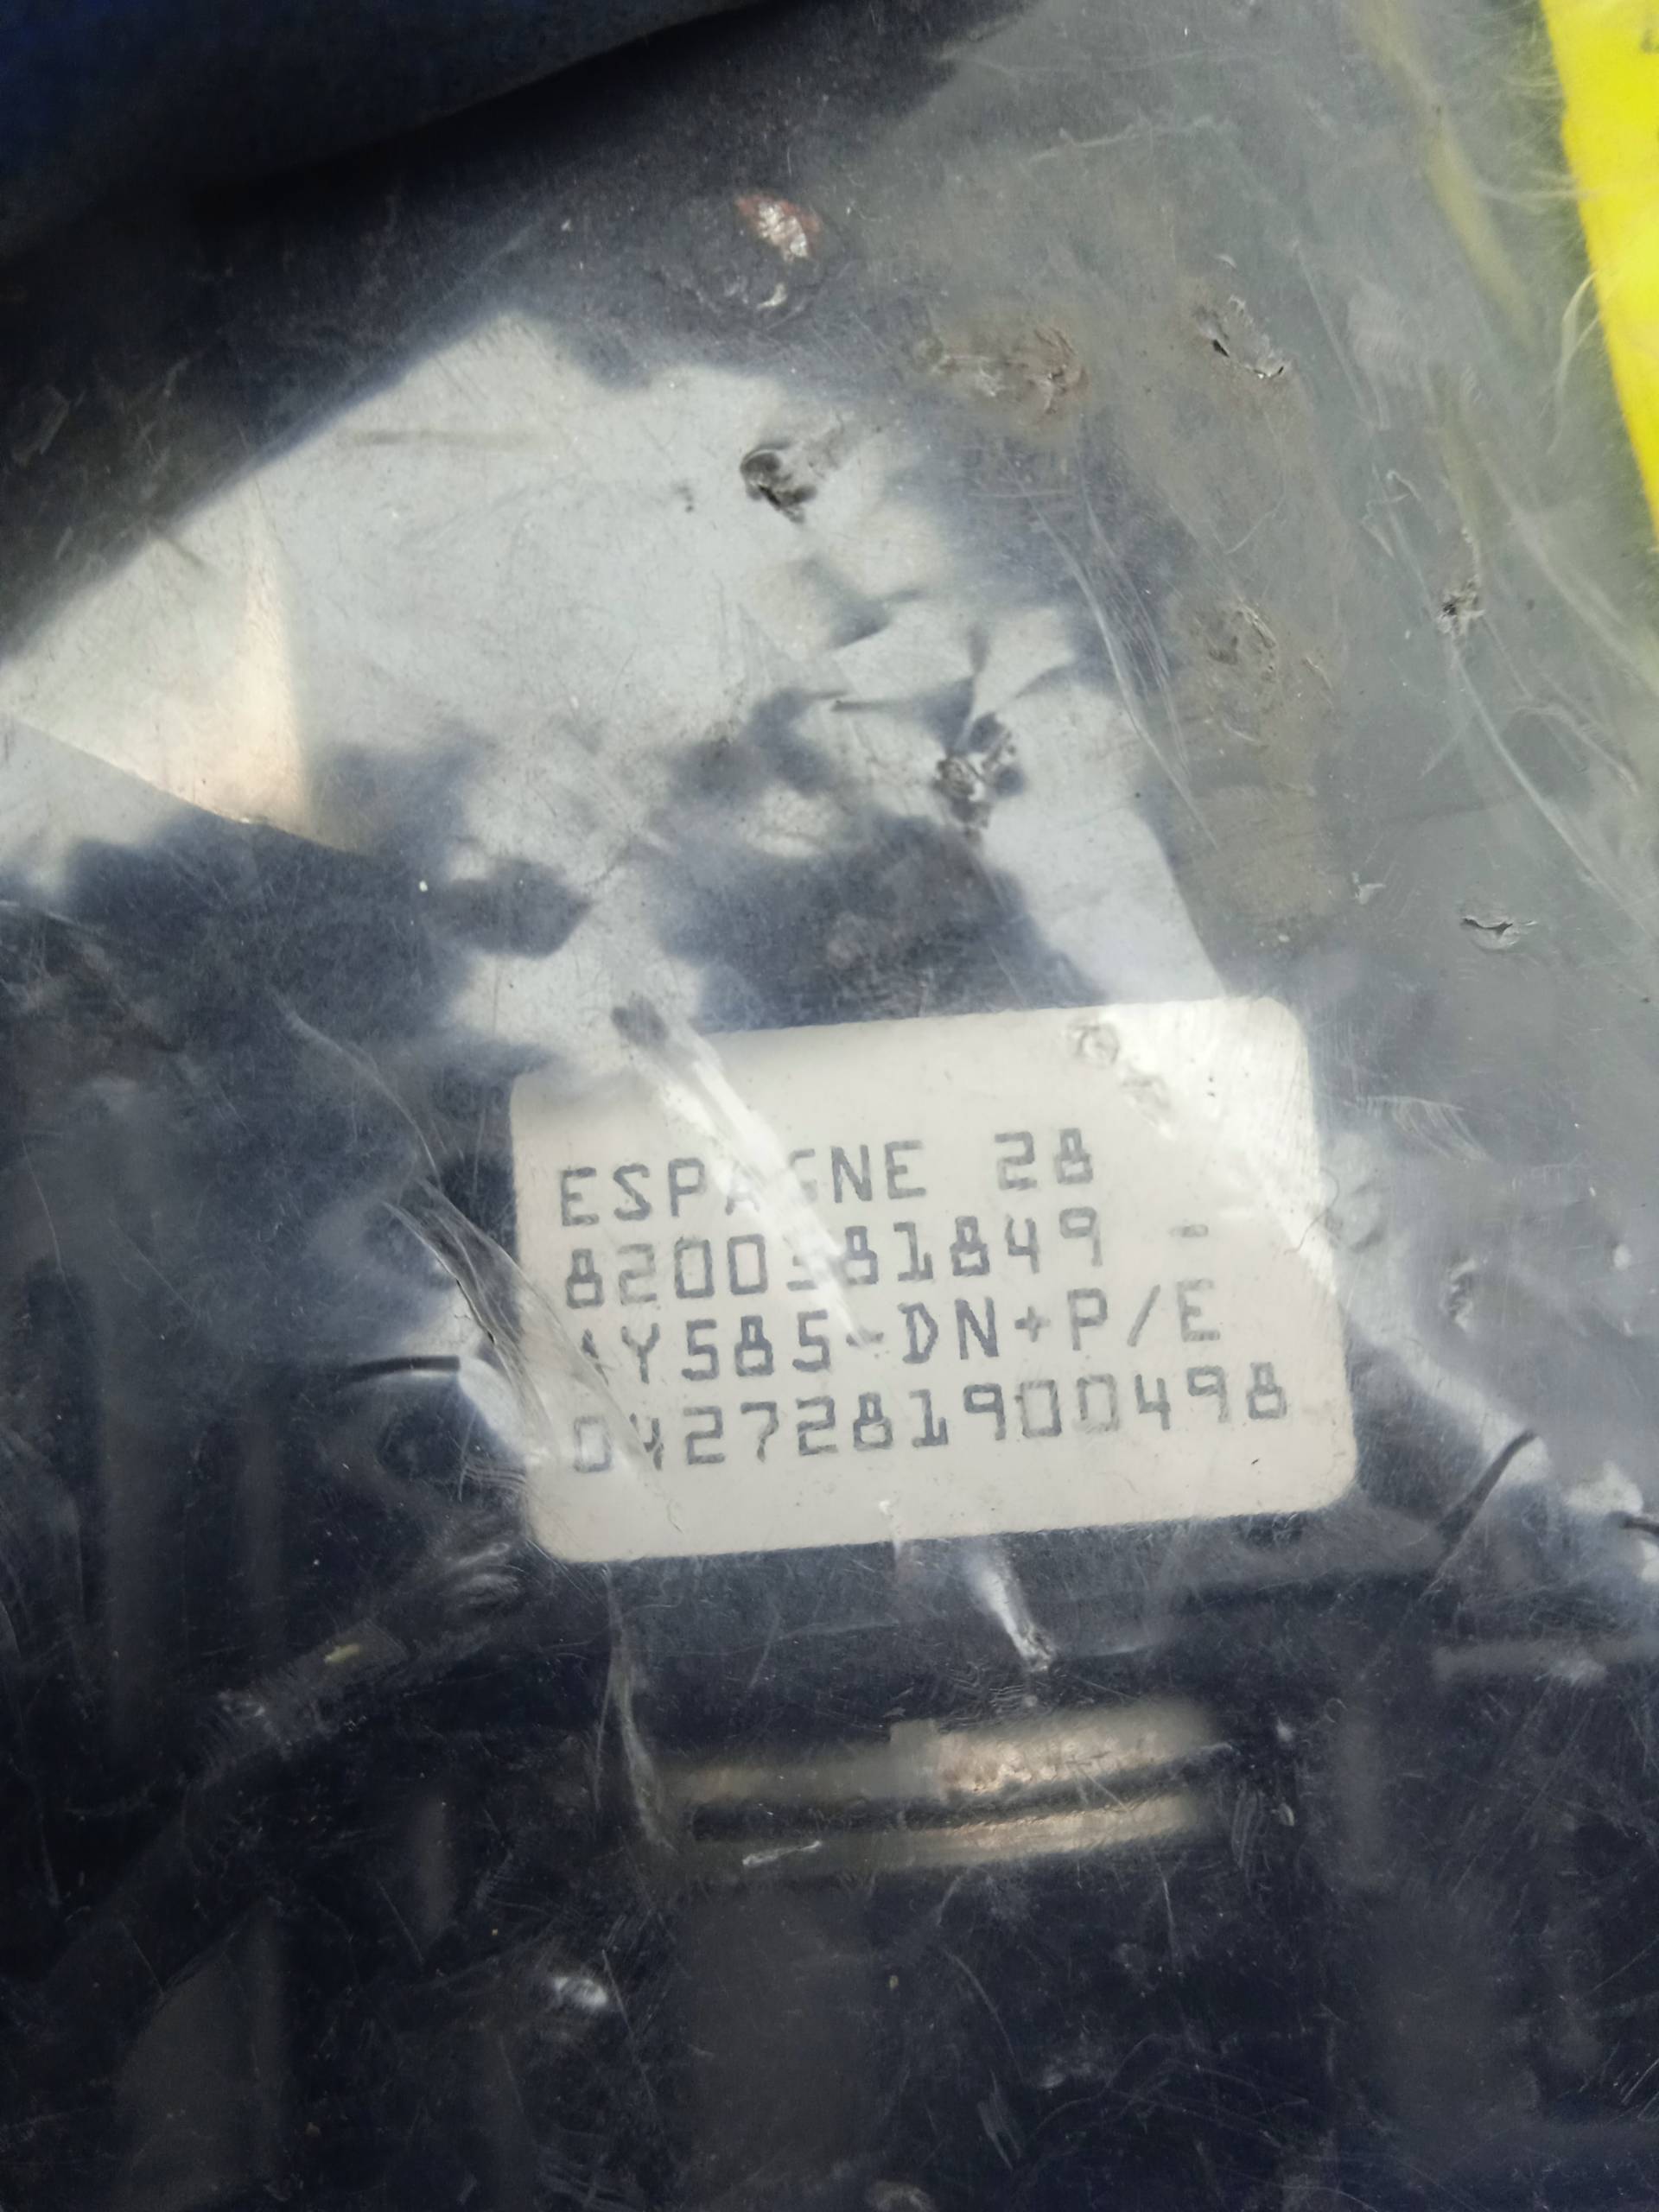 ESPAGNE 28
8200381849 -
AY585-DN+P/E
0427281900498